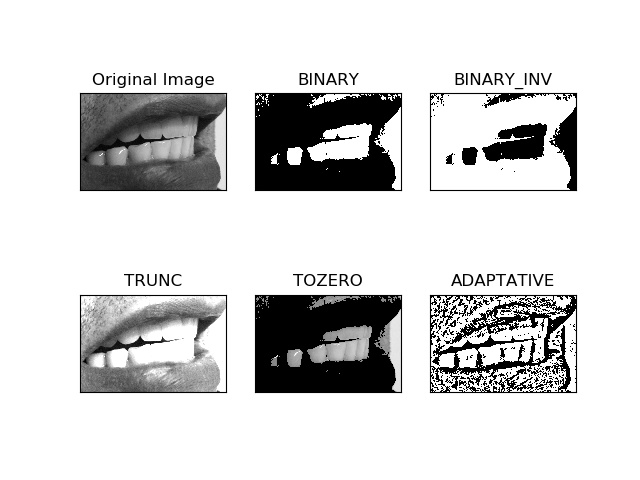 Original Image
BINARY
BINARY_INV
TRUNC
TOZERO
ADAPTATIVE